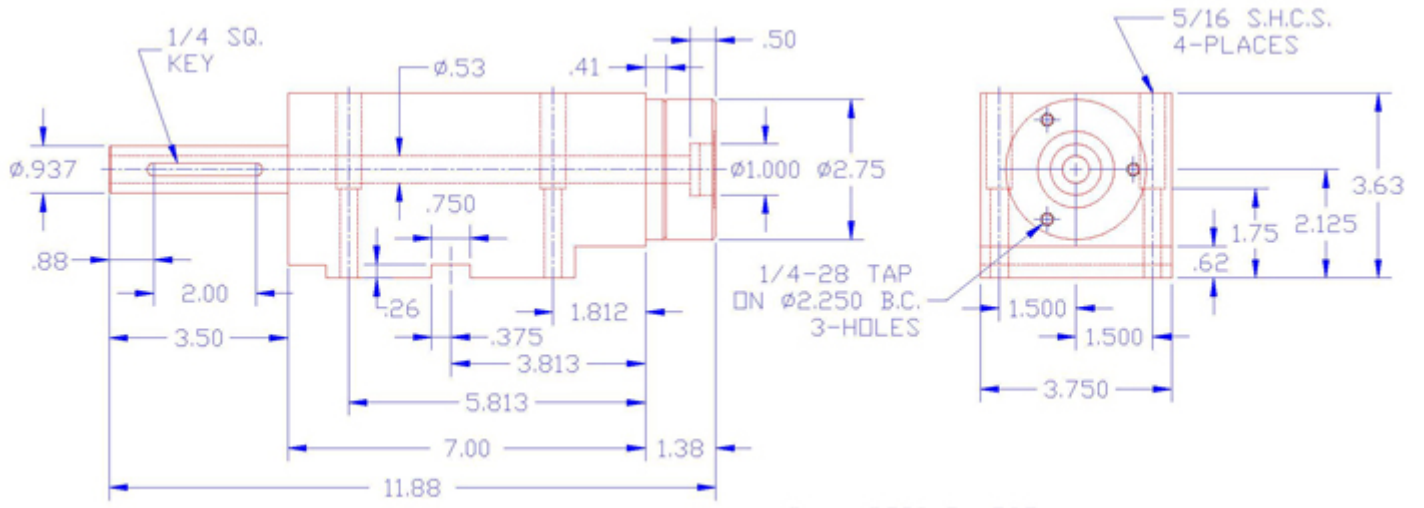 1/4 SQ.
KEY
Ø.53
.41
.50
5/16 S.H.C.S.
4-PLACES
Ø.937
Ø1.000
Ø2.75
.750
.88
2.00
.26
1.812
3.50
.375
3.813
5.813
7.00
1.38
11.88
1/4-28 TAP
ON Ø2.250 B.C.
3-HOLES
3.63
2.125
1.75
.62
1.500
1.500
3.750